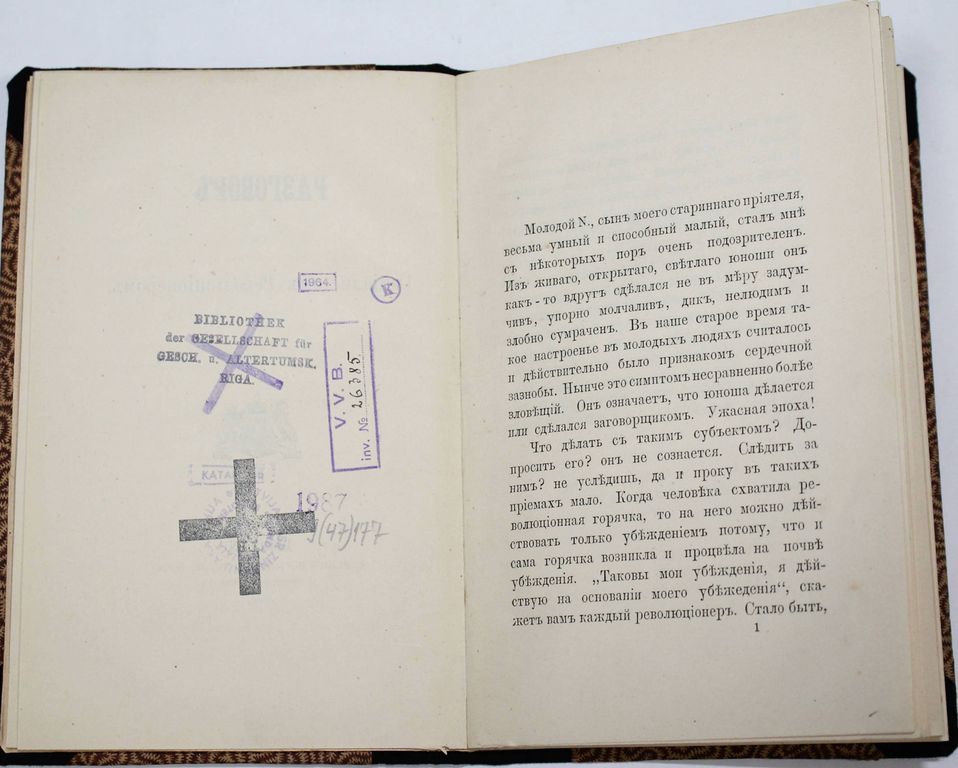 1964.
K
BIBLIOTHEK
der GESELLSCHAFT für
GESCH. u. ALTERTUMSK.
RIGA.
V. V. B.
inv. № 26385
1987
9(47)177
Молодой N., сынъ моего стариннаго пріятеля,
весьма умный и способный малый, сталъ мнѣ
съ нѣкоторыхъ поръ очень подозрителенъ.
Изъ живаго, открытаго, свѣтлаго юноши онъ
какъ-то вдругъ сдѣлался не въ мѣру задум-
чивъ, упорно молчаливъ, дикъ, нелюдимъ и
злобно сумраченъ. Въ наше старое время та-
кое настроенье въ молодыхъ людяхъ считалось
и дѣйствительно было признакомъ сердечной
зазнобы. Нынче это симптомъ несравненно болѣе
зловѣщій. Онъ означаетъ, что юноша дѣлается
или сдѣлался заговорщикомъ. Ужасная эпоха!
Что дѣлать съ такимъ субъектомъ? До-
просить его? онъ не сознается. Слѣдить за
нимъ? не услѣдишь, да и проку въ такихъ
пріемахъ мало. Когда человѣка схватила ре-
волюціонная горячка, то на него можно дѣй-
ствовать только убѣжденіемъ потому, что и
сама горячка возникла и процвѣла на почвѣ
убѣжденія. „Таковы мои убѣжденія, я дѣй-
ствую на основаніи моего убѣжеденія“, ска-
жетъ вамъ каждый революціонеръ. Стало быть,
1